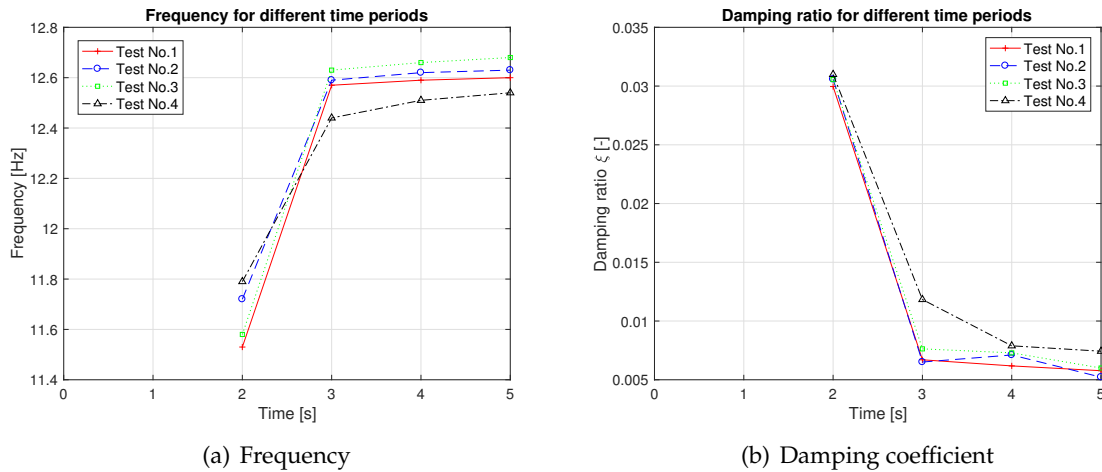 Frequency for different time periods
12.8
12.6
12.4
12.2
12
11.8
11.6
11.4
Frequency [Hz]
Test No.1
Test No.2
Test No.3
Test No.4
0 1 2 3 4 5
Time [s]
(a) Frequency
Damping ratio for different time periods
0.035
0.03
0.025
0.02
0.015
0.01
0.005
Damping ratio ξ [-]
Test No.1
Test No.2
Test No.3
Test No.4
0 1 2 3 4 5
Time [s]
(b) Damping coefficient